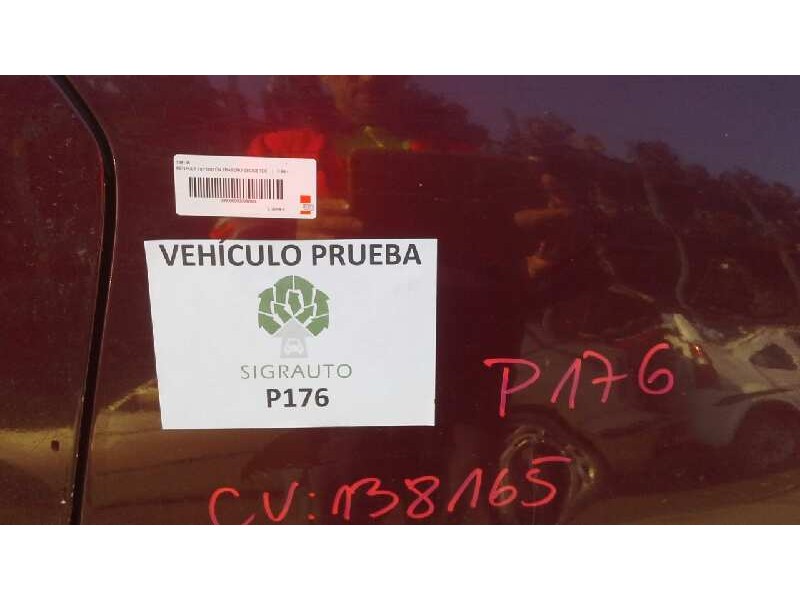 VEHÍCULO PRUEBA
SIGRAUTO
P176
P176
CV: 138165